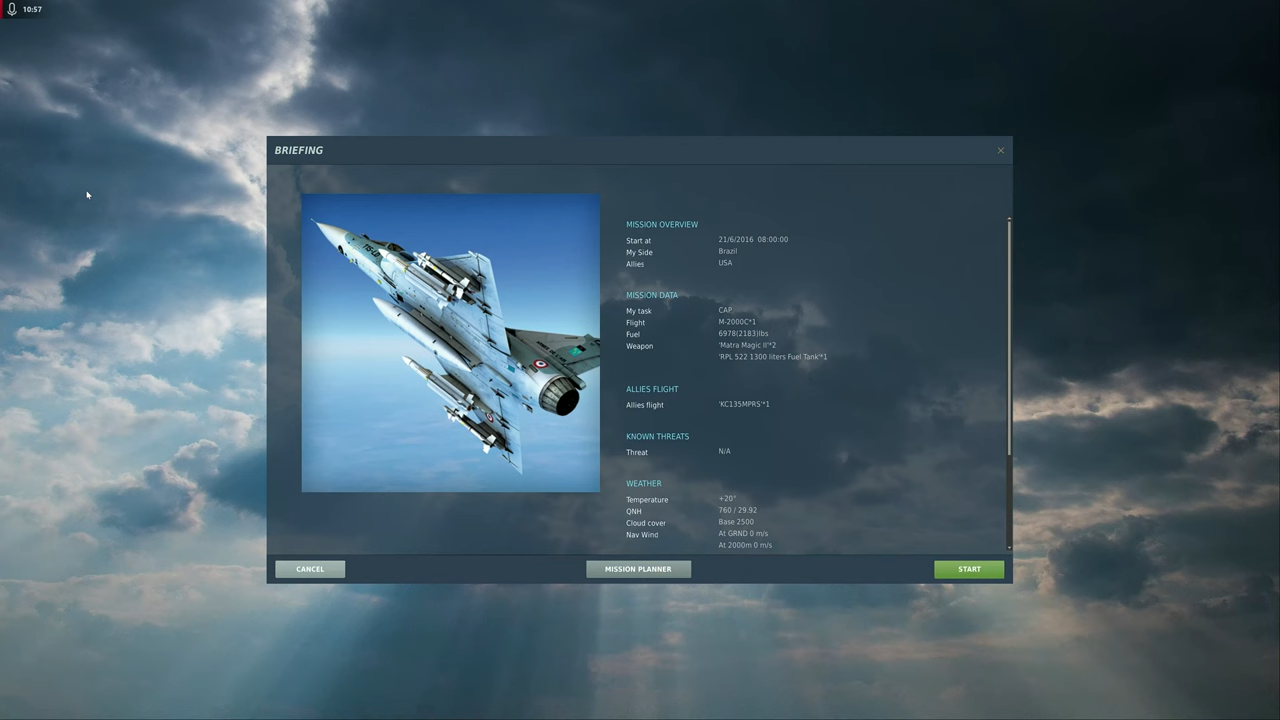 10:57
BRIEFING
MISSION OVERVIEW
Start at 21/6/2016 08:00:00
My Side Brazil
Allies USA
MISSION DATA
My task CAP
Flight M-2000C*1
Fuel 6978(2183)lbs
Weapon 'Matra Magic II'*2
'RPL 522 1300 liters Fuel Tank'*1
ALLIES FLIGHT
Allies flight 'KC135MPRS'*1
KNOWN THREATS
Threat N/A
WEATHER
Temperature +20°
QNH 760 / 29.92
Cloud cover Base 2500
Nav Wind At GRND 0 m/s
At 2000m 0 m/s
CANCEL MISSION PLANNER START